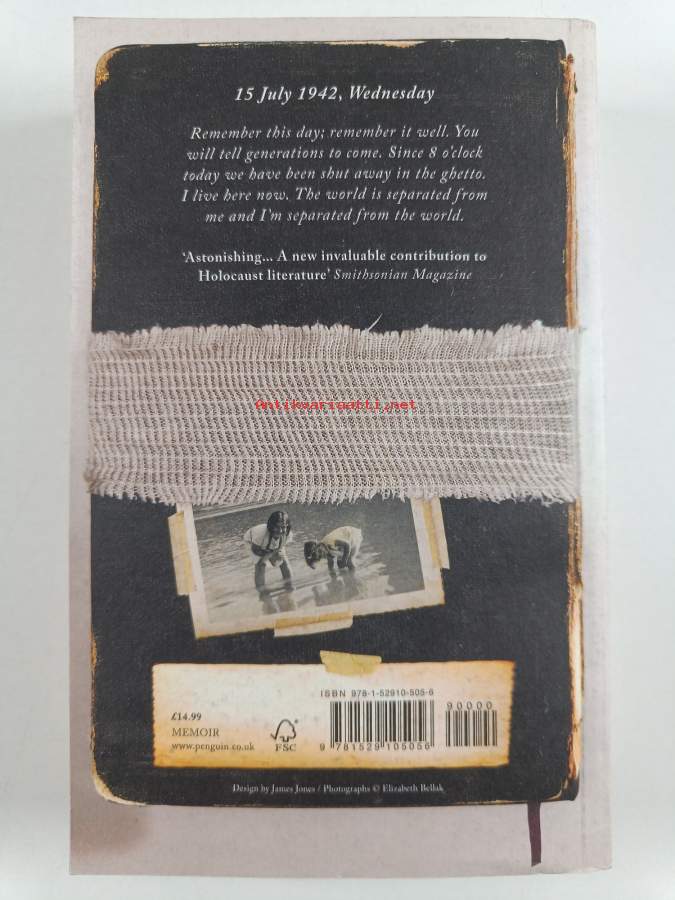 15 July 1942, Wednesday
Remember this day; remember it well. You
will tell generations to come. Since 8 o'clock
today we have been shut away in the ghetto.
I live here now. The world is separated from
me and I'm separated from the world.
'Astonishing... A new invaluable contribution to
Holocaust literature' Smithsonian Magazine
Antikvariaatti.net
ISBN 978-1-52910-505-6
90000
£14.99
MEMOIR
www.penguin.co.uk
FSC
9 781529 105056
Design by James Jones / Photographs © Elizabeth Bellak